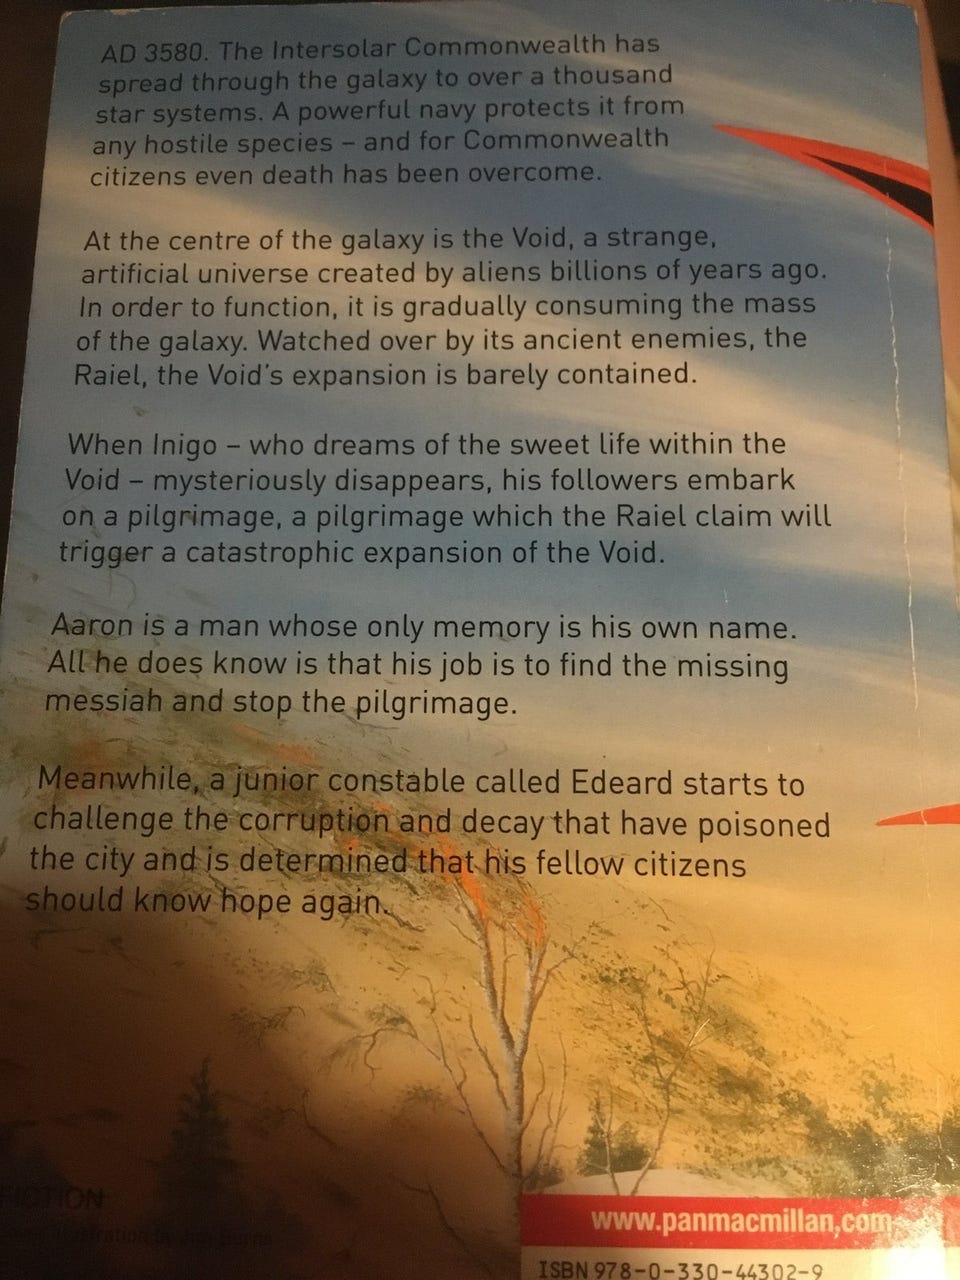 AD 3580. The Intersolar Commonwealth has
spread through the galaxy to over a thousand
star systems. A powerful navy protects it from
any hostile species – and for Commonwealth
citizens even death has been overcome.
At the centre of the galaxy is the Void, a strange,
artificial universe created by aliens billions of years ago.
In order to function, it is gradually consuming the mass
of the galaxy. Watched over by its ancient enemies, the
Raiel, the Void's expansion is barely contained.
When Inigo – who dreams of the sweet life within the
Void – mysteriously disappears, his followers embark
on a pilgrimage, a pilgrimage which the Raiel claim will
trigger a catastrophic expansion of the Void.
Aaron is a man whose only memory is his own name.
All he does know is that his job is to find the missing
messiah and stop the pilgrimage.
Meanwhile, a junior constable called Edeard starts to
challenge the corruption and decay that have poisoned
the city and is determined that his fellow citizens
should know hope again.
FICTION
www.panmacmillan.com
ISBN 978-0-330-44302-9